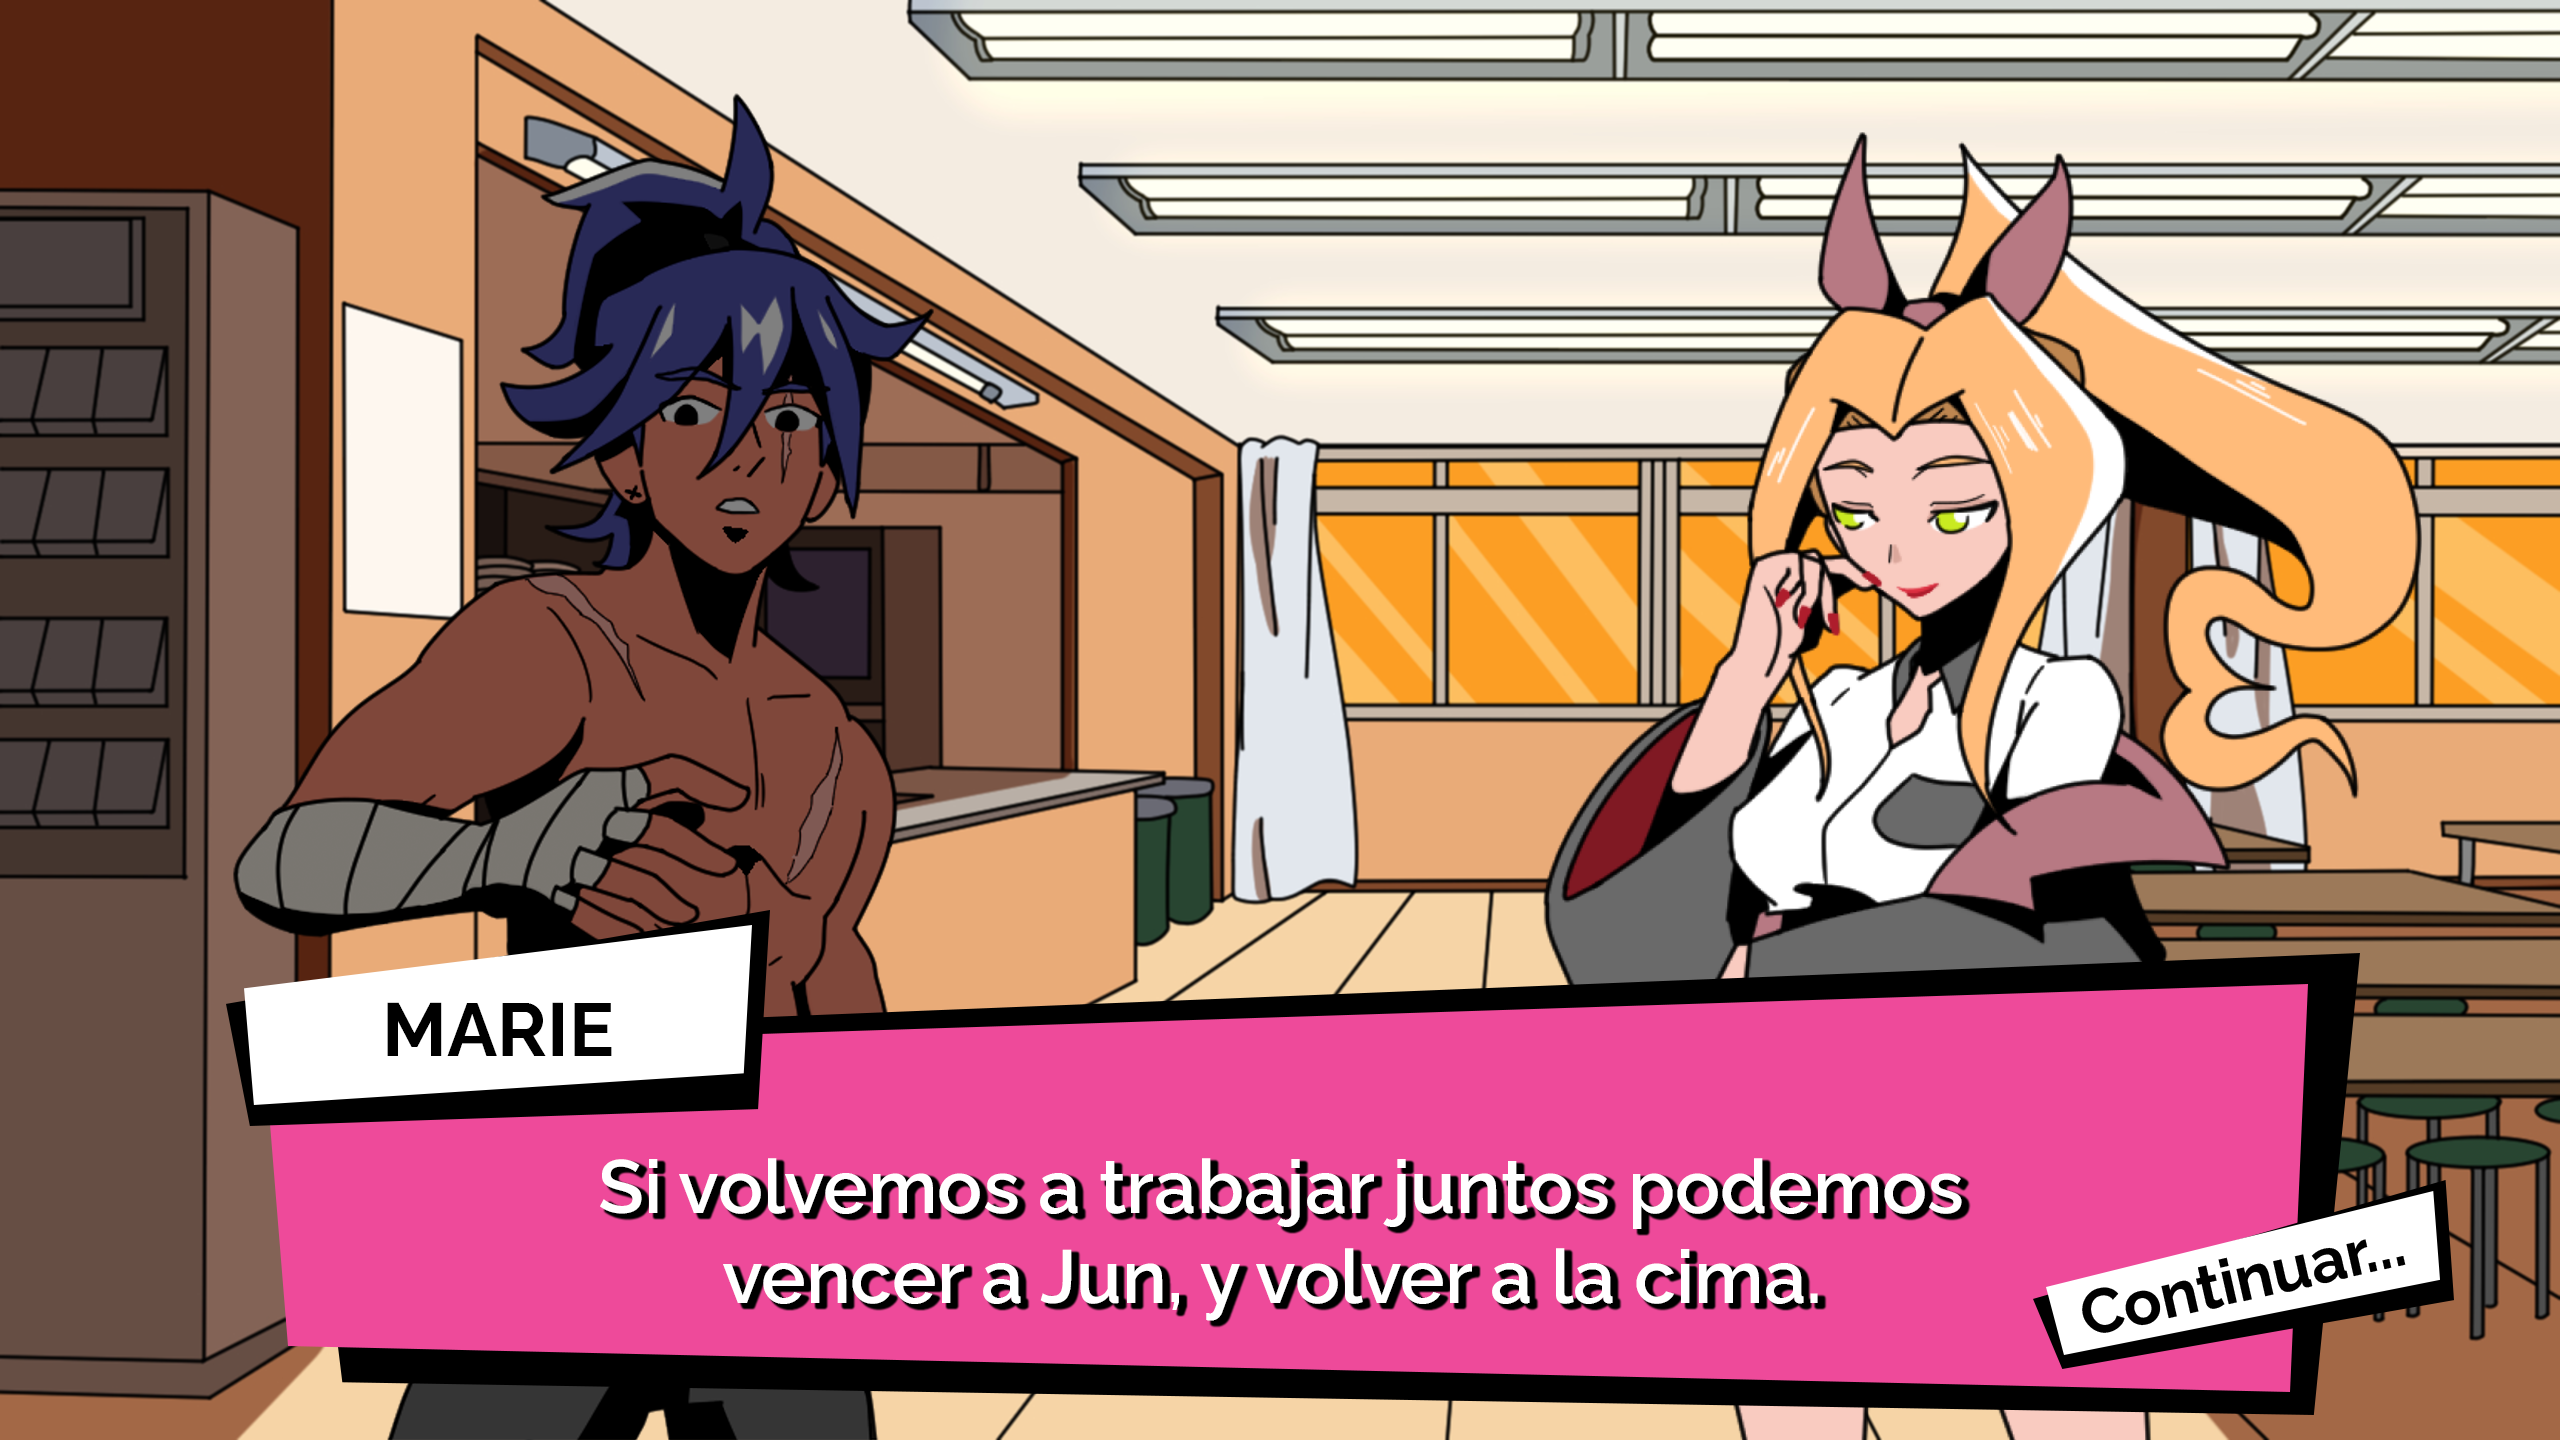 MARIE
Si volvemos a trabajar juntos podemos
vencer a Jun, y volver a la cima.
Continuar...